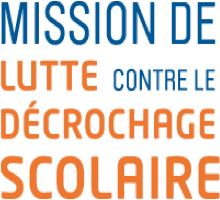 MISSION DE
LUTTE CONTRE LE
DÉCROCHAGE
SCOLAIRE